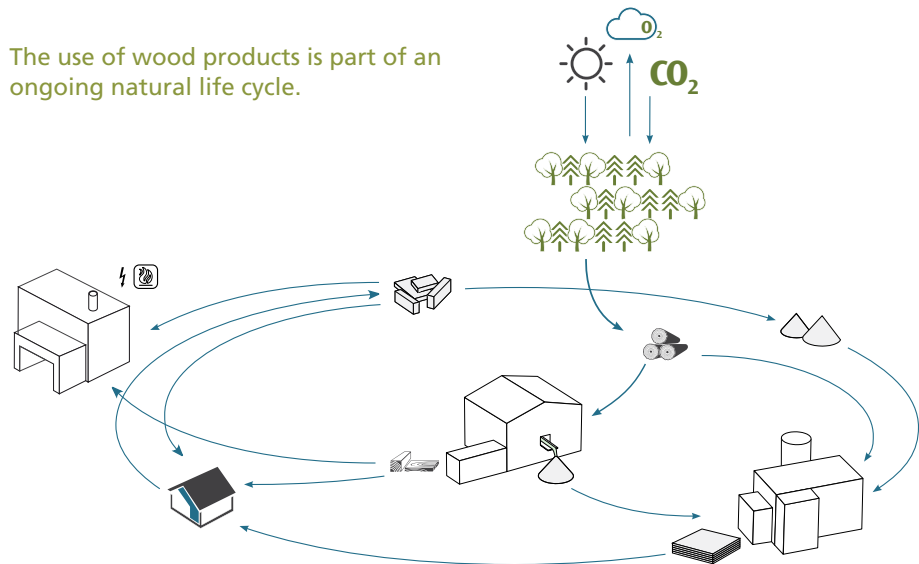 The use of wood products is part of an
ongoing natural life cycle.
O₂
CO₂